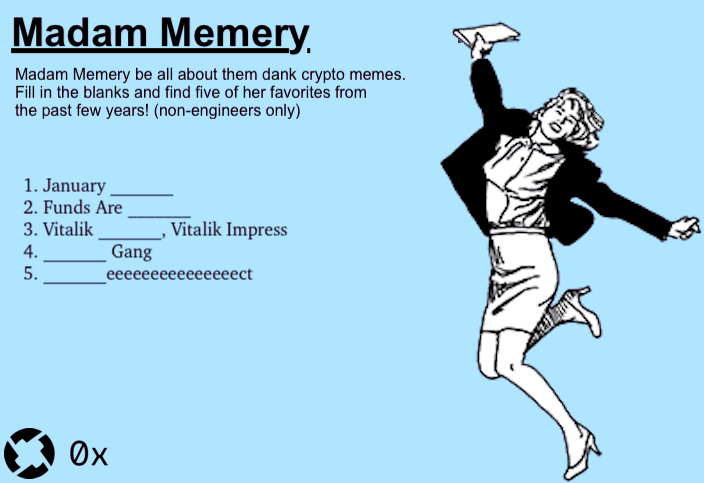 Madam Memery
Madam Memery be all about them dank crypto memes.
Fill in the blanks and find five of her favorites from
the past few years! (non-engineers only)
1. January _______
2. Funds Are _______
3. Vitalik _______, Vitalik Impress
4. _______ Gang
5. _______eeeeeeeeeeeeeeeect
0x